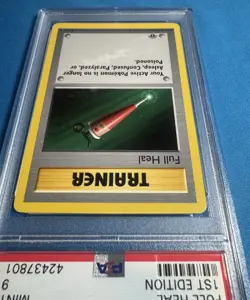 FULL HEAL
MINT
1ST EDITION
9
PSA
42437801
TRAINER
Full Heal
Your Active Pokémon is no longer
Asleep, Confused, Paralyzed, or
Poisoned.